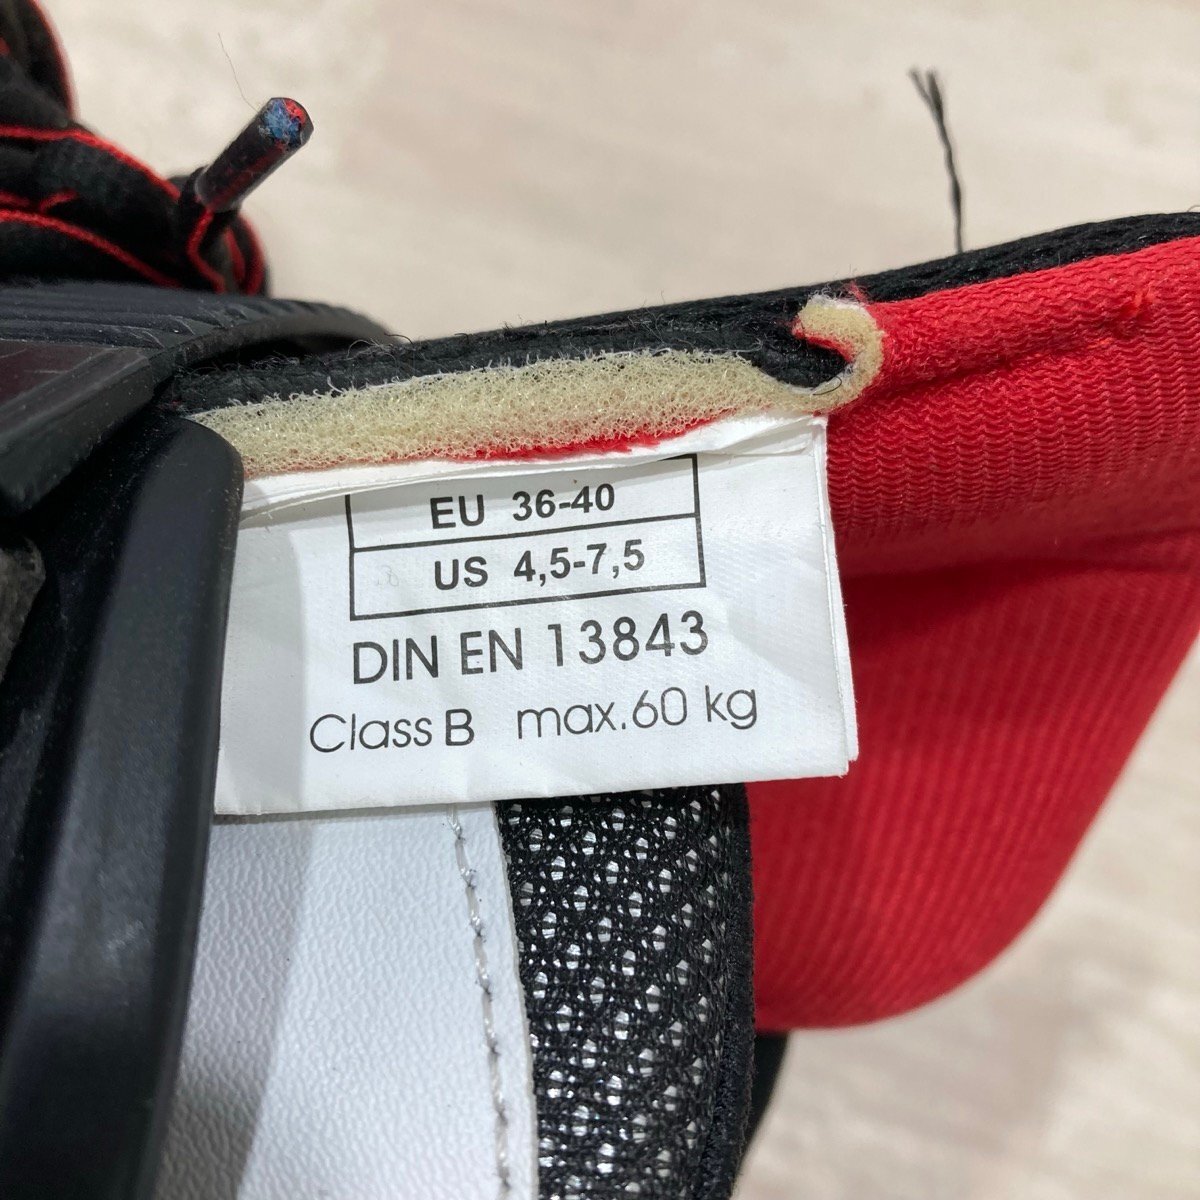 EU 36-40
US 4,5-7,5
DIN EN 13843
Class B max.60 kg